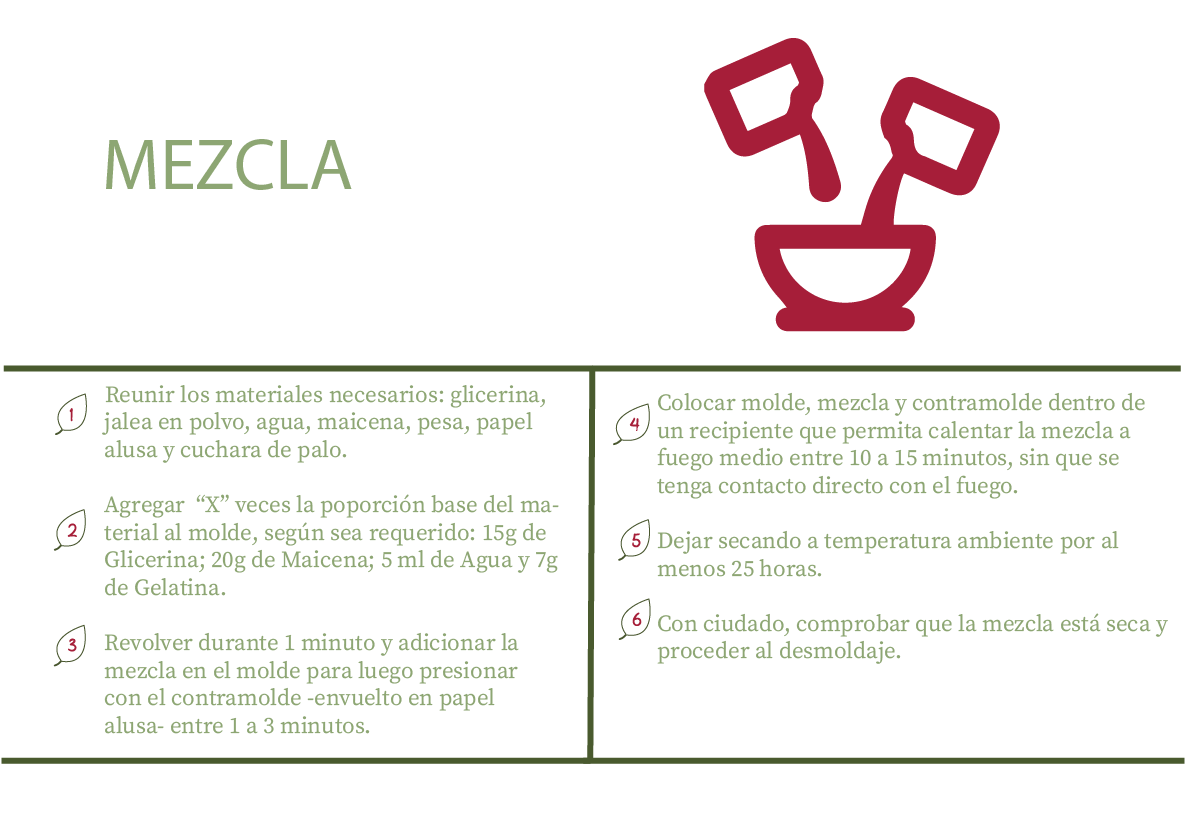 MEZCLA
1
Reunir los materiales necesarios: glicerina,
jalea en polvo, agua, maicena, pesa, papel
alusa y cuchara de palo.
2
Agregar “X” veces la poporción base del ma-
terial al molde, según sea requerido: 15g de
Glicerina; 20g de Maicena; 5 ml de Agua y 7g
de Gelatina.
3
Revolver durante 1 minuto y adicionar la
mezcla en el molde para luego presionar
con el contramolde -envuelto en papel
alusa- entre 1 a 3 minutos.
4
Colocar molde, mezcla y contramolde dentro de
un recipiente que permita calentar la mezcla a
fuego medio entre 10 a 15 minutos, sin que se
tenga contacto directo con el fuego.
5
Dejar secando a temperatura ambiente por al
menos 25 horas.
6
Con ciudado, comprobar que la mezcla está seca y
proceder al desmoldaje.